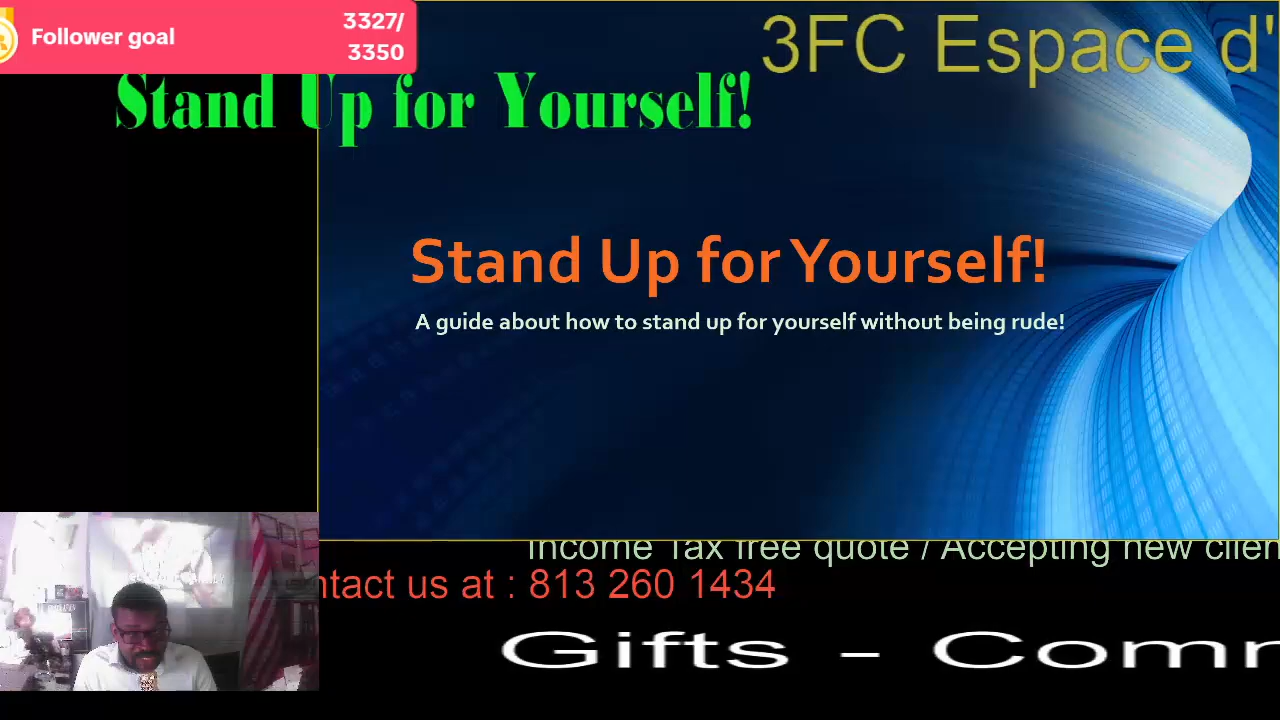 Follower goal
3327/
3350
3FC Espace d'
Stand Up for Yourself!
Stand Up for Yourself!
A guide about how to stand up for yourself without being rude!
Income Tax free quote / Accepting new clien
ntact us at : 813 260 1434
Gifts - Com